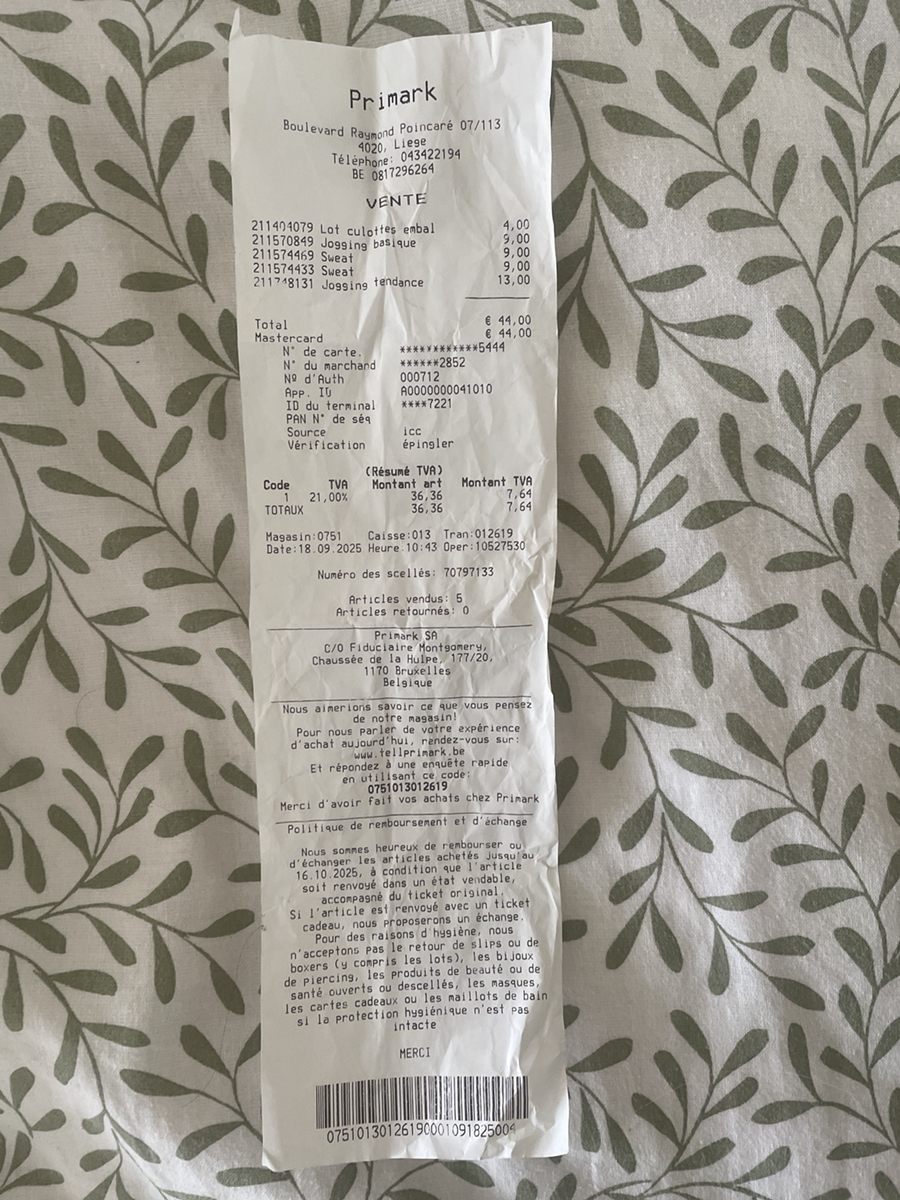 Primark
Boulevard Raymond Poincaré 07/113
4020, Liege
Téléphone: 043422194
BE 0817296264
VENTE
211404079 Lot culottes embal 4,00
211570849 Jogging basique 9,00
211574469 Sweat 9,00
211574433 Sweat 9,00
211748131 Jogging tendance 13,00
Total € 44,00
Mastercard € 44,00
N° de carte. ************5444
N° du marchand ******2852
Nº d'Auth 000712
App. ID A0000000041010
ID du terminal ****7221
PAN N° de séq
Source icc
Vérification épingler
(Résumé TVA)
Code TVA Montant art Montant TVA
1 21,00% 36,36 7,64
TOTAUX 36,36 7,64
Magasin:0751 Caisse:013 Tran:012619
Date:18.09.2025 Heure:10:43 Oper:10527530
Numéro des scellés: 70797133
Articles vendus: 5
Articles retournés: 0
Primark SA
C/O Fiduciaire Montgomery,
Chaussée de la Hulpe, 177/20,
1170 Bruxelles
Belgique
Nous aimerions savoir ce que vous pensez
de notre magasin!
Pour nous parler de votre expérience
d'achat aujourd'hui, rendez-vous sur:
www.tellprimark.be
Et répondez à une enquête rapide
en utilisant ce code:
0751013012619
Merci d'avoir fait vos achats chez Primark
Politique de remboursement et d'échange
Nous sommes heureux de rembourser ou
d'échanger les articles achetés jusqu'au
16.10.2025, à condition que l'article
soit renvoyé dans un état vendable,
accompagné du ticket original.
Si l'article est renvoyé avec un ticket
cadeau, nous proposerons un échange.
Pour des raisons d'hygiène, nous
n'acceptons pas le retour de slips ou de
boxers (y compris les lots), les bijoux
de piercing, les produits de beauté ou de
santé ouverts ou descellés, les masques,
les cartes cadeaux ou les maillots de bain
si la protection hygiénique n'est pas
intacte
MERCI
07510130126190001091825004